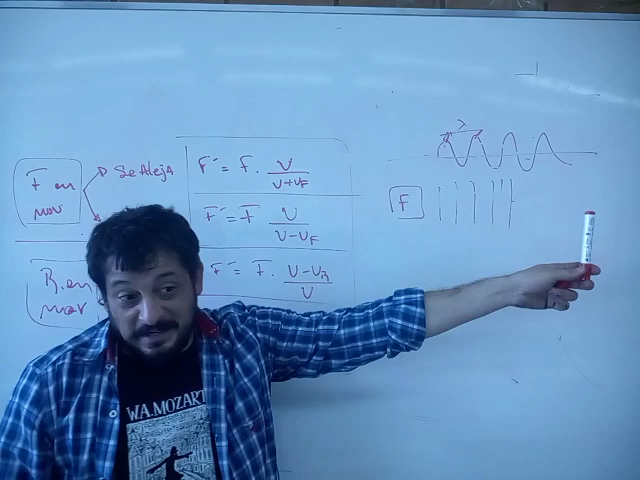 F en
mov
Se Aleja
F' = F. V
V+VF
F' = F V
V-VF
R. en
mov
F' = F. V-VR
V
λ
F
W.A.MOZART